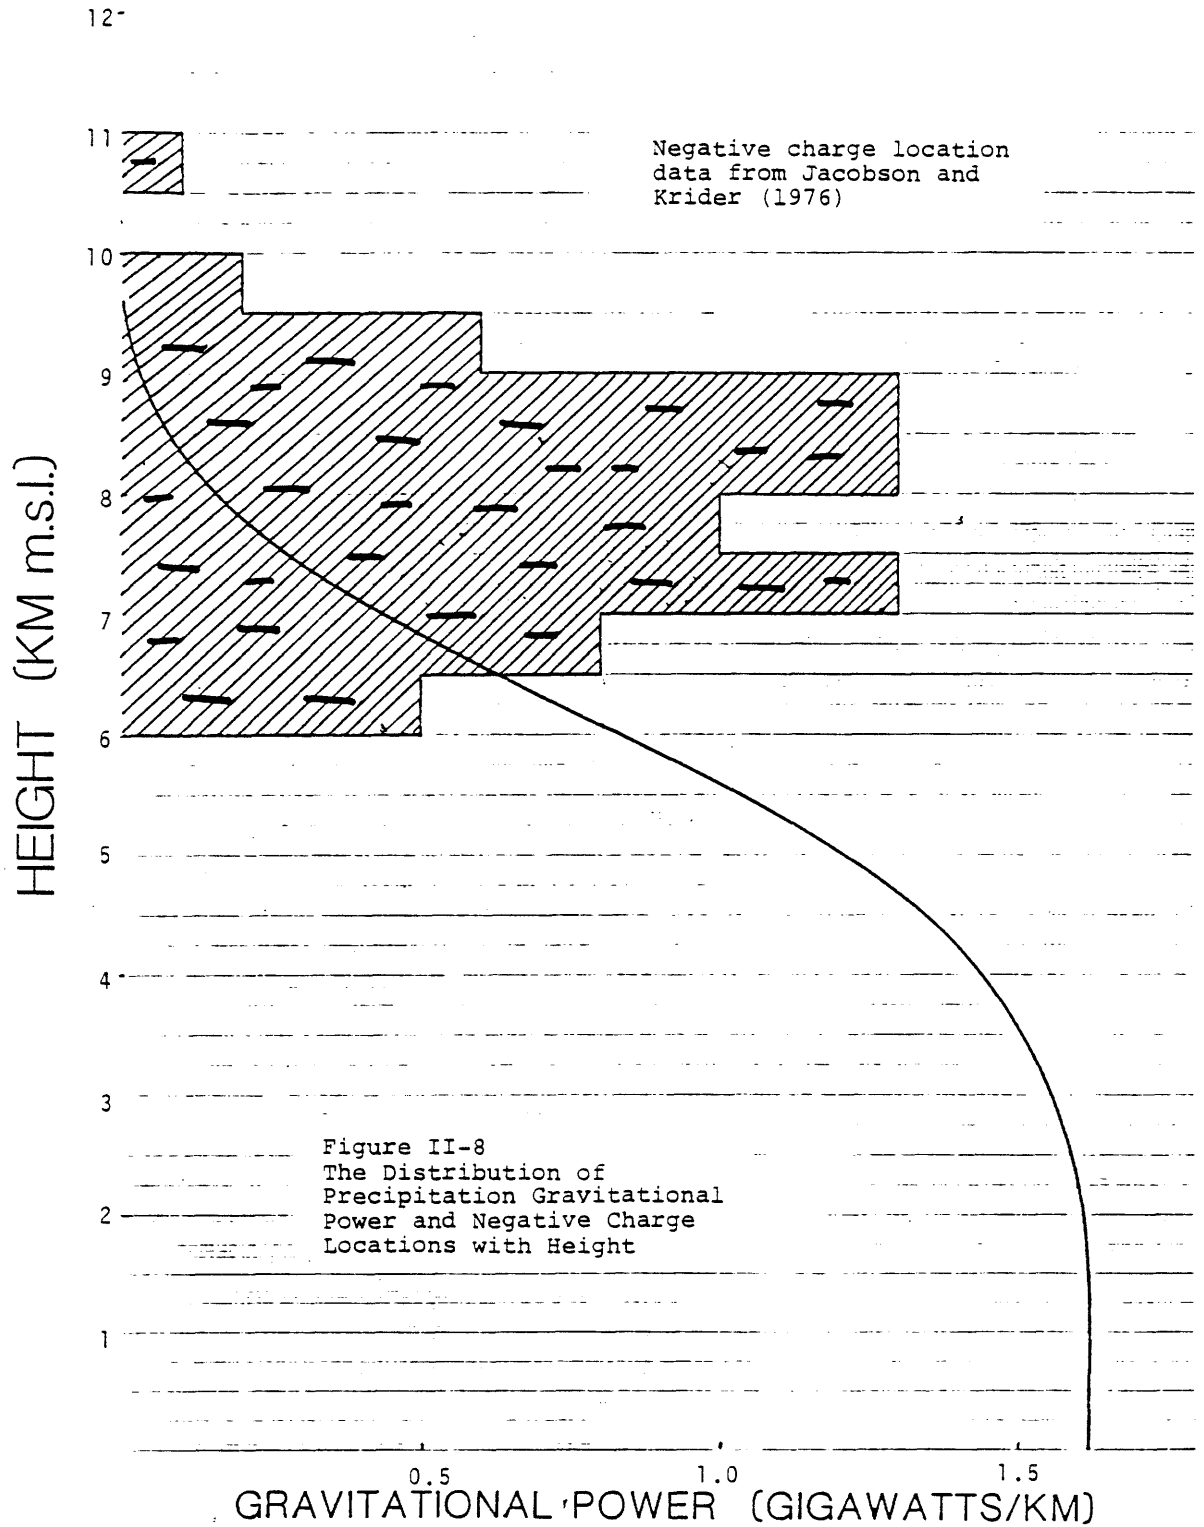 12
11
Negative charge location
data from Jacobson and
Krider (1976)
10
9
8
7
6
5
4
3
2
1
HEIGHT (KM m.s.l.)
Figure II-8
The Distribution of
Precipitation Gravitational
Power and Negative Charge
Locations with Height
0.5
1.0
1.5
GRAVITATIONAL POWER (GIGAWATTS/KM)